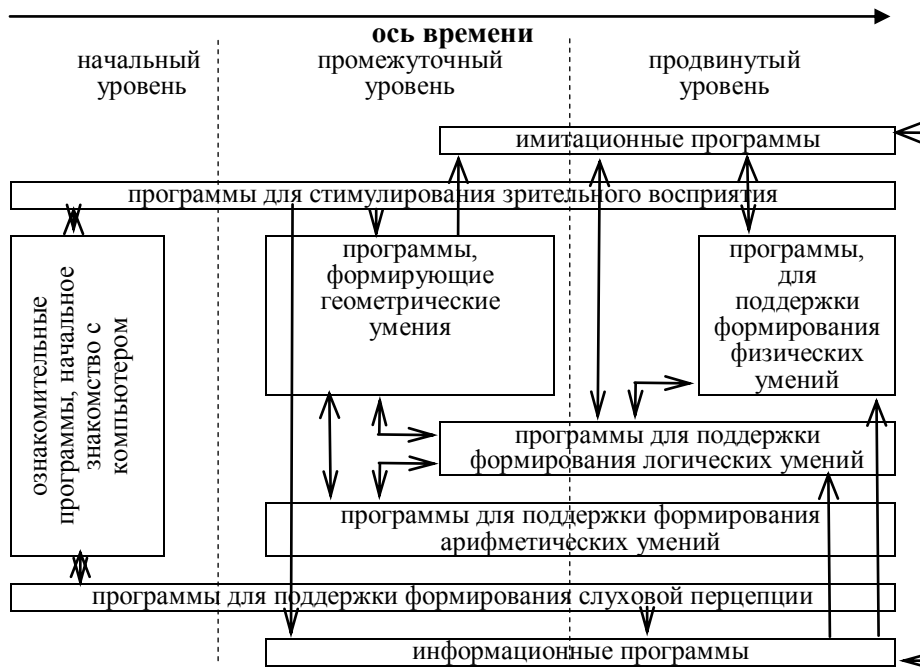 ось времени
начальный
уровень
промежуточный
уровень
продвинутый
уровень
имитационные программы
программы для стимулирования зрительного восприятия
ознакомительные
программы, начальное
знакомство с
компьютером
программы,
формирующие
геометрические
умения
программы,
для
поддержки
формирования
физических
умений
программы для поддержки
формирования логических умений
программы для поддержки формирования
арифметических умений
программы для поддержки формирования слуховой перцепции
информационные программы